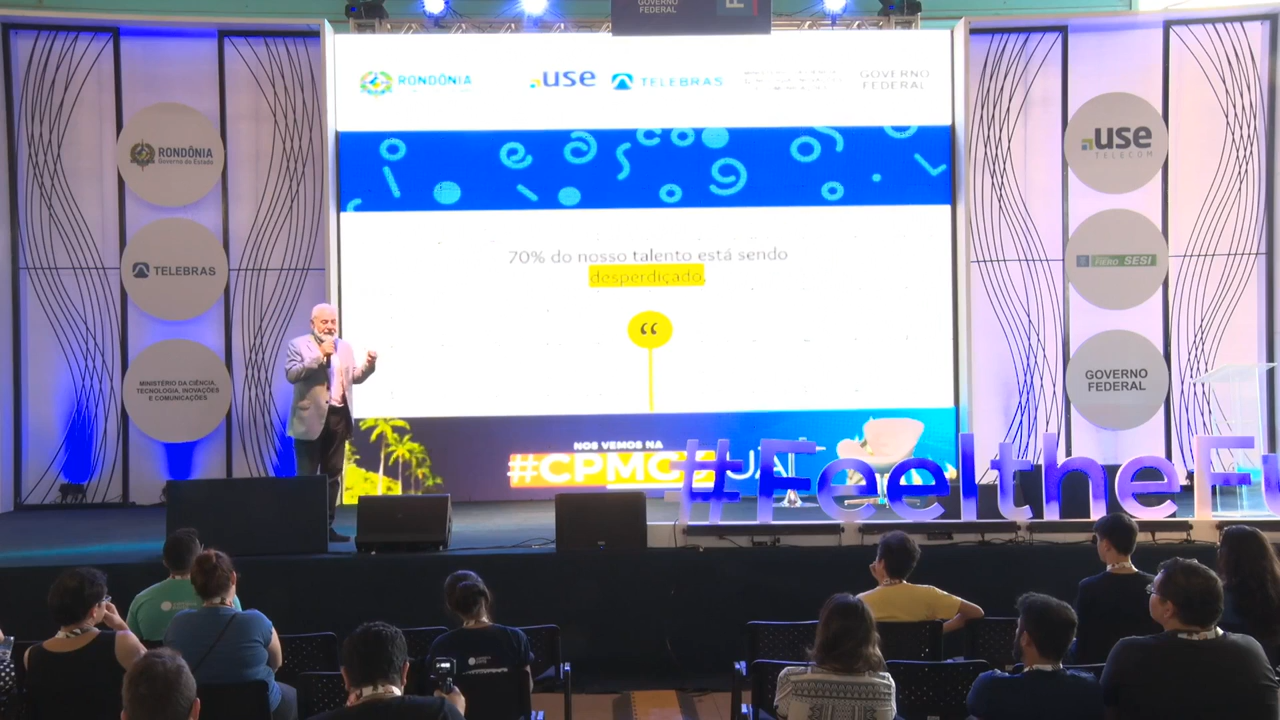 GOVERNO
FEDERAL
RONDÔNIA
.use
TELEBRAS
GOVERNO
FEDERAL
70% do nosso talento está sendo
desperdiçado.
“
RONDÔNIA
Governo do Estado
TELEBRAS
MINISTÉRIO DA CIÊNCIA,
TECNOLOGIA, INOVAÇÕES
E COMUNICAÇÕES
.use
TELECOM
FIERO SESI
GOVERNO
FEDERAL
NOS VEMOS NA
#CPMC
#FeeltheFu